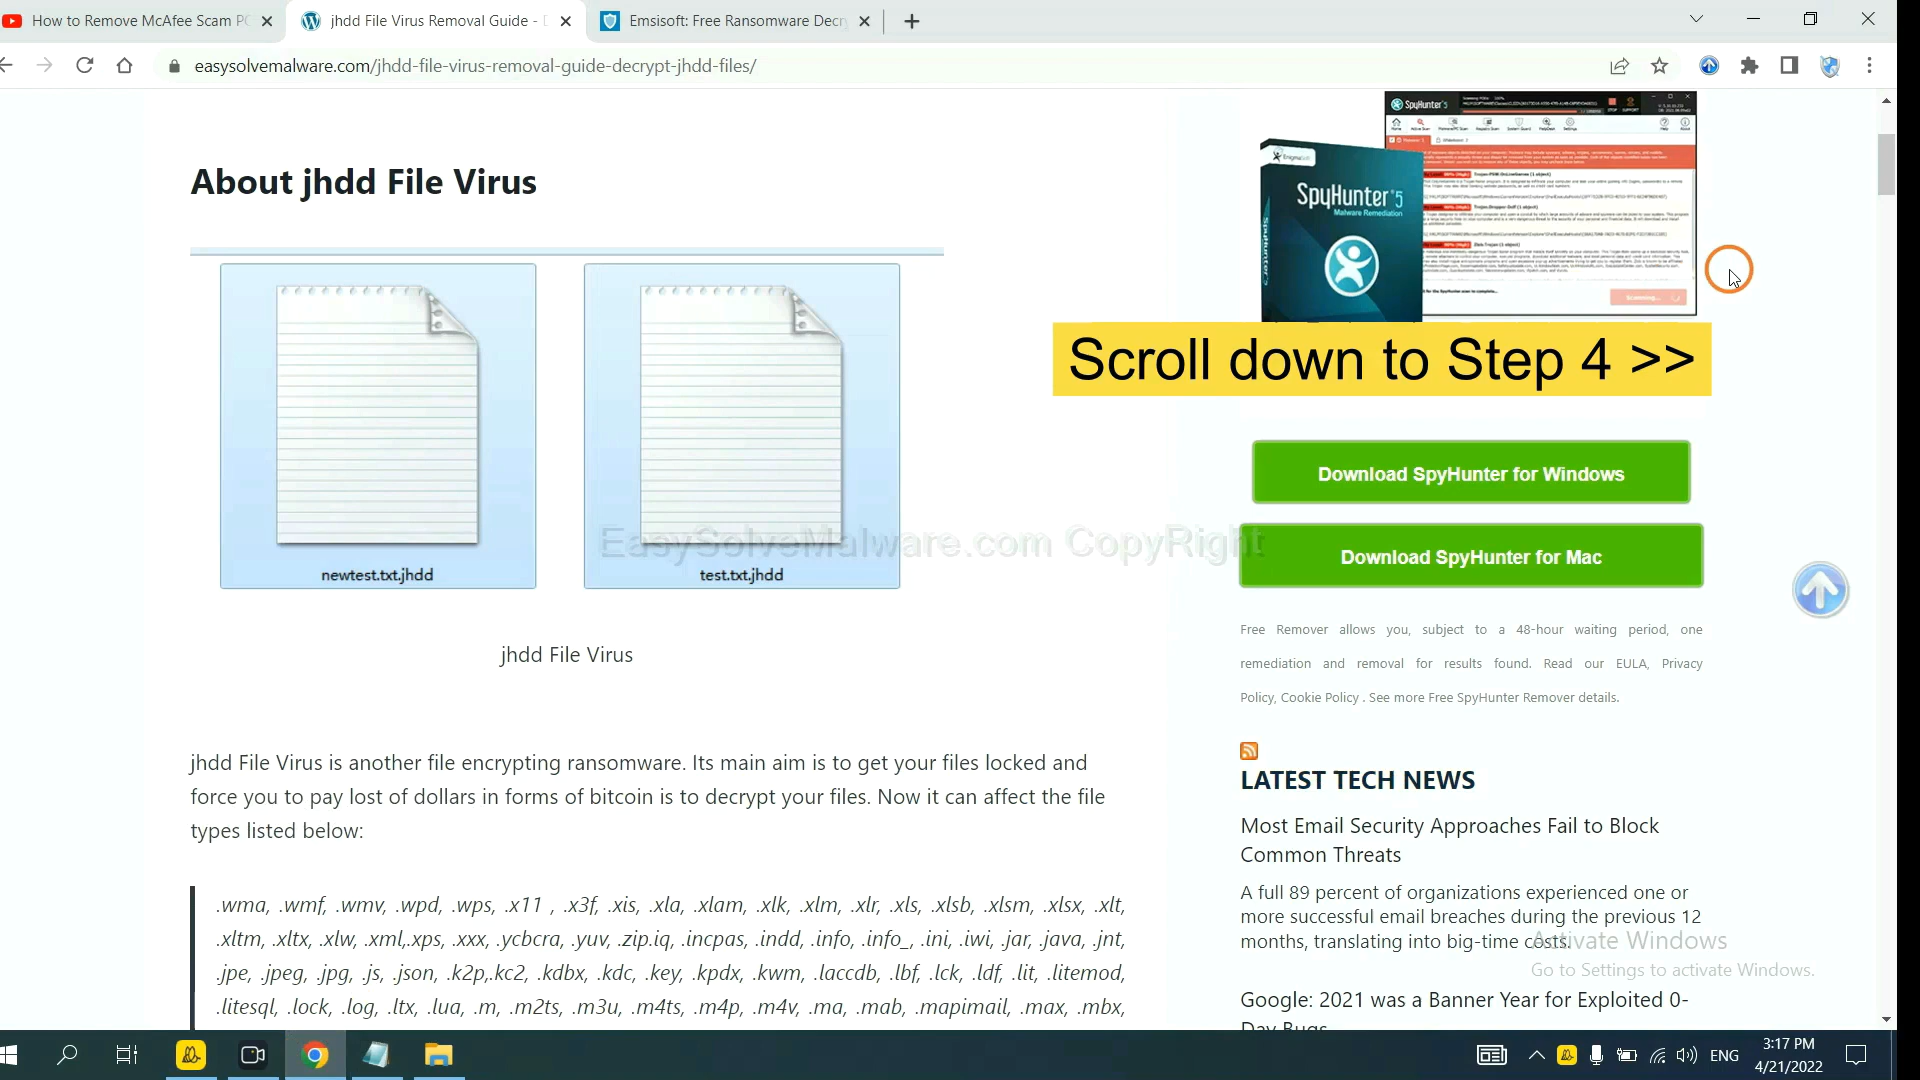 How to Remove McAfee Scam PC
jhdd File Virus Removal Guide - D
Emsisoft: Free Ransomware Decry
easysolvemalware.com/jhdd-file-virus-removal-guide-decrypt-jhdd-files/
About jhdd File Virus
newtest.txt.jhdd
test.txt.jhdd
EasySolveMalware.com CopyRight
jhdd File Virus
jhdd File Virus is another file encrypting ransomware. Its main aim is to get your files locked and
force you to pay lost of dollars in forms of bitcoin is to decrypt your files. Now it can affect the file
types listed below:
.wma, .wmf, .wmv, .wpd, .wps, .x11 , .x3f, .xis, .xla, .xlam, .xlk, .xlm, .xlr, .xls, .xlsb, .xlsm, .xlsx, .xlt,
.xltm, .xltx, .xlw, .xml,.xps, .xxx, .ycbcra, .yuv, .zip.iq, .incpas, .indd, .info, .info_, .ini, .iwi, .jar, .java, .jnt,
.jpe, .jpeg, .jpg, .js, .json, .k2p,.kc2, .kdbx, .kdc, .key, .kpdx, .kwm, .laccdb, .lbf, .lck, .ldf, .lit, .litemod,
.litesql, .lock, .log, .ltx, .lua, .m, .m2ts, .m3u, .m4ts, .m4p, .m4v, .ma, .mab, .mapimail, .max, .mbx,
SpyHunter 5
EnigmaSoft
SpyHunter 5
Malware Remediation
Scroll down to Step 4 >>
Download SpyHunter for Windows
Download SpyHunter for Mac
Free Remover allows you, subject to a 48-hour waiting period, one
remediation and removal for results found. Read our EULA, Privacy
Policy, Cookie Policy . See more Free SpyHunter Remover details.
LATEST TECH NEWS
Most Email Security Approaches Fail to Block
Common Threats
A full 89 percent of organizations experienced one or
more successful email breaches during the previous 12
months, translating into big-time costs.
Activate Windows
Go to Settings to activate Windows.
Google: 2021 was a Banner Year for Exploited 0-
Day Bugs
ENG
3:17 PM
4/21/2022